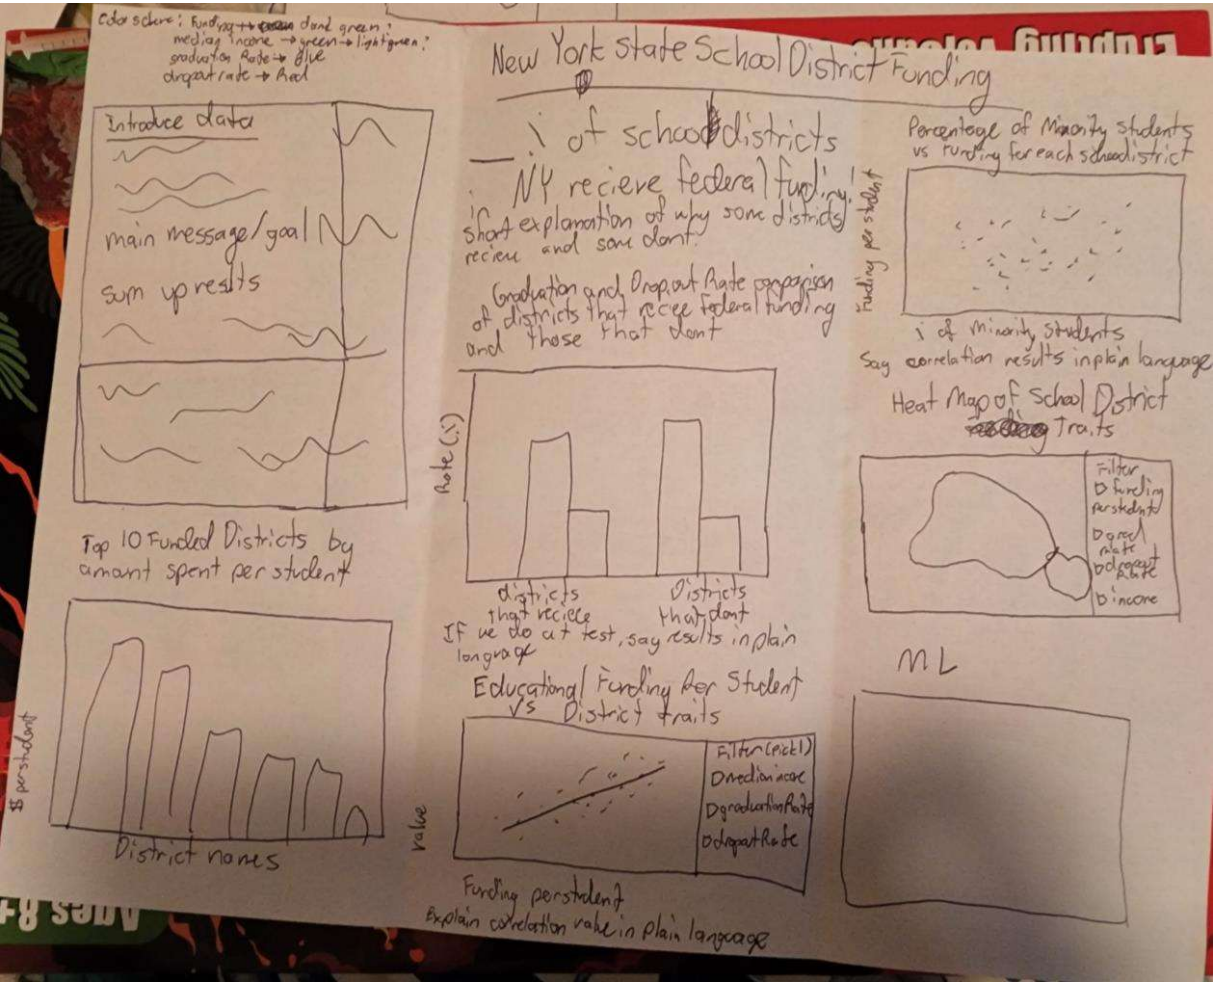 Color scheme: Funding → dark green?
median income → green → light green?
graduation Rate → Blue
dropout rate → Red
New York State School District Funding
Introduce data
main message/goal
sum up results
Top 10 Funded Districts by
amount spent per student
$ per student
District names
% of school districts
NY recieve federal funding!
short explanation of why some districts
recieve and some dont.
Graduation and Dropout Rate comparison
of districts that recieve Federal funding
and those that dont
Rate (%)
districts
that recieve
Districts
that dont
If we do a t test, say results in plain
language
Educational Funding Per Student
vs District traits
value
Filter (pick 1)
median income
graduation Rate
dropout Rate
Funding per student
Explain correlation value in plain language
Percentage of Minority Students
vs Funding for each school district
Funding per student
% of minority students
Say correlation results in plain language
Heat Map of School District
Traits
Filter
funding
per student
grad
rate
dropout
Rate
income
ML
Erupting Volcano
Ages 8+